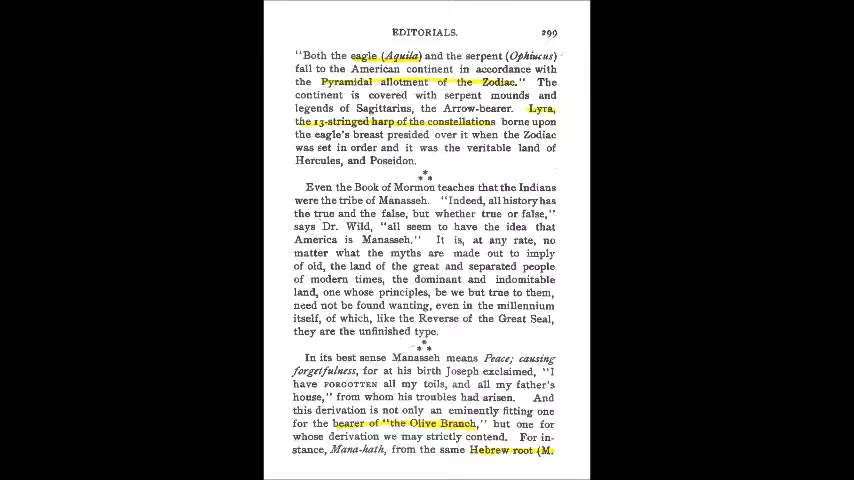 EDITORIALS. 299
"Both the eagle (Aquila) and the serpent (Ophiucus)
fall to the American continent in accordance with
the Pyramidal allotment of the Zodiac." The
continent is covered with serpent mounds and
legends of Sagittarius, the Arrow-bearer. Lyra,
the 13-stringed harp of the constellations borne upon
the eagle's breast presided over it when the Zodiac
was set in order and it was the veritable land of
Hercules, and Poseidon.
* * *
Even the Book of Mormon teaches that the Indians
were the tribe of Manasseh. "Indeed, all history has
the true and the false, but whether true or false,"
says Dr. Wild, "all seem to have the idea that
America is Manasseh." It is, at any rate, no
matter what the myths are made out to imply
of old, the land of the great and separated people
of modern times, the dominant and indomitable
land, one whose principles, be we but true to them,
need not be found wanting, even in the millennium
itself, of which, like the Reverse of the Great Seal,
they are the unfinished type.
* * *
In its best sense Manasseh means Peace; causing
forgetfulness, for at his birth Joseph exclaimed, "I
have FORGOTTEN all my toils, and all my father's
house," from whom his troubles had arisen. And
this derivation is not only an eminently fitting one
for the bearer of "the Olive Branch," but one for
whose derivation we may strictly contend. For in-
stance, Mana-hath, from the same Hebrew root (M.